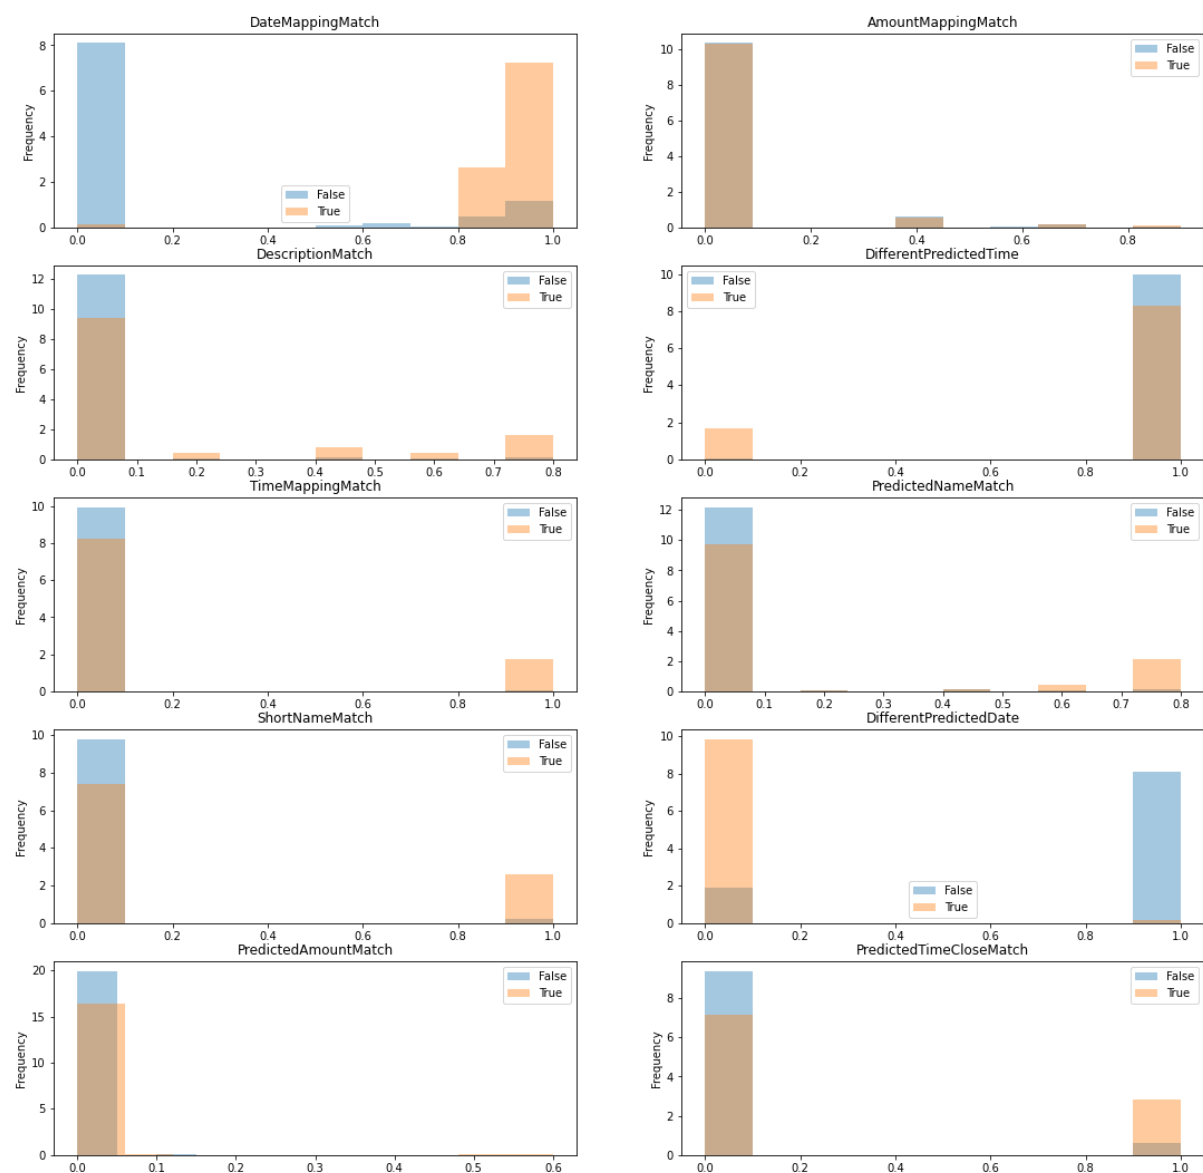 DateMappingMatch
Frequency
8
6
4
2
0
False
True
0.0 0.2 0.4 0.6 0.8 1.0
AmountMappingMatch
Frequency
10
8
6
4
2
0
False
True
0.0 0.2 0.4 0.6 0.8
DescriptionMatch
Frequency
12
10
8
6
4
2
0
False
True
0.0 0.1 0.2 0.3 0.4 0.5 0.6 0.7 0.8
DifferentPredictedTime
Frequency
10
8
6
4
2
0
False
True
0.0 0.2 0.4 0.6 0.8 1.0
TimeMappingMatch
Frequency
10
8
6
4
2
0
False
True
0.0 0.2 0.4 0.6 0.8 1.0
PredictedNameMatch
Frequency
12
10
8
6
4
2
0
False
True
0.0 0.1 0.2 0.3 0.4 0.5 0.6 0.7 0.8
ShortNameMatch
Frequency
10
8
6
4
2
0
False
True
0.0 0.2 0.4 0.6 0.8 1.0
DifferentPredictedDate
Frequency
10
8
6
4
2
0
False
True
0.0 0.2 0.4 0.6 0.8 1.0
PredictedAmountMatch
Frequency
20
15
10
5
0
False
True
0.0 0.1 0.2 0.3 0.4 0.5 0.6
PredictedTimeCloseMatch
Frequency
8
6
4
2
0
False
True
0.0 0.2 0.4 0.6 0.8 1.0